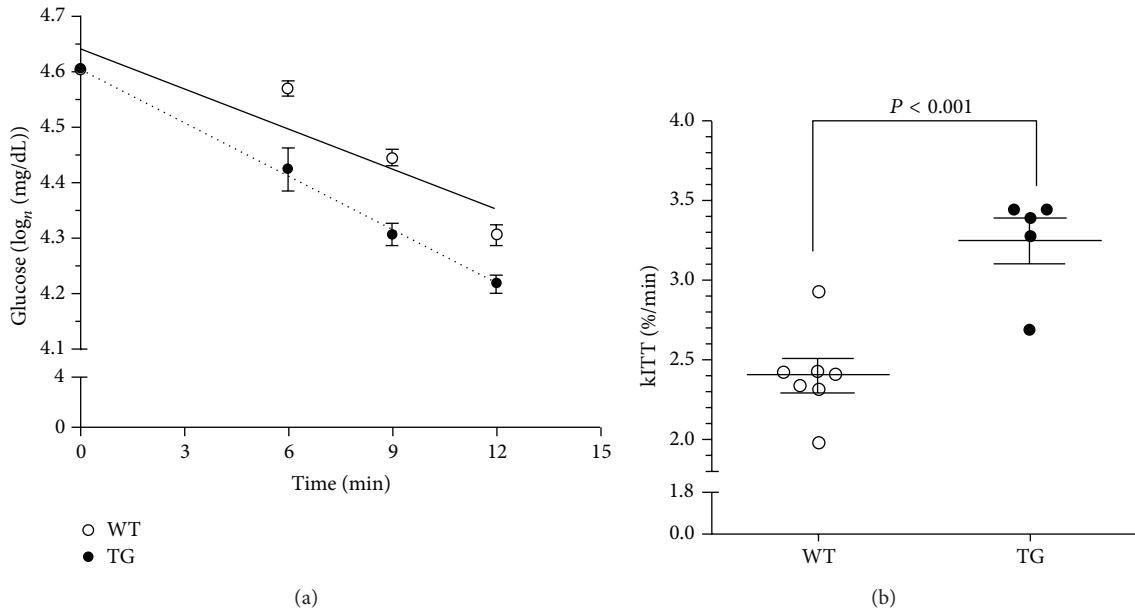 4.7
4.6
4.5
4.4
4.3
4.2
4.1
4
0
Glucose (logₙ (mg/dL))
0 3 6 9 12 15
Time (min)
WT
TG
(a)
P < 0.001
4.0
3.5
3.0
2.5
2.0
1.8
0.0
kITT (%/min)
WT TG
(b)